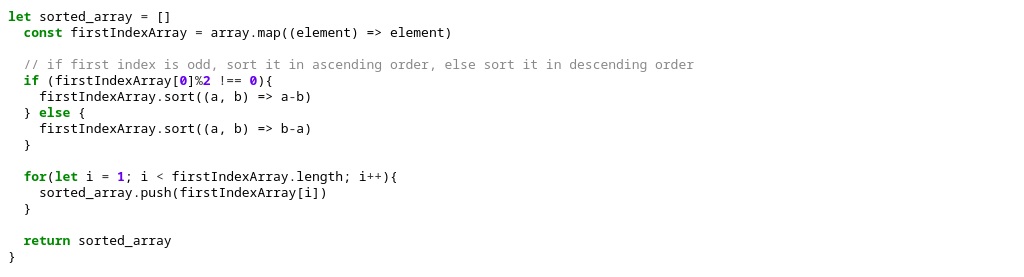 let sorted_array = []
  const firstIndexArray = array.map((element) => element)

  // if first index is odd, sort it in ascending order, else sort it in descending order
  if (firstIndexArray[0]%2 !== 0){
    firstIndexArray.sort((a, b) => a-b)
  } else {
    firstIndexArray.sort((a, b) => b-a)
  }

  for(let i = 1; i < firstIndexArray.length; i++){
    sorted_array.push(firstIndexArray[i])
  }

  return sorted_array
}